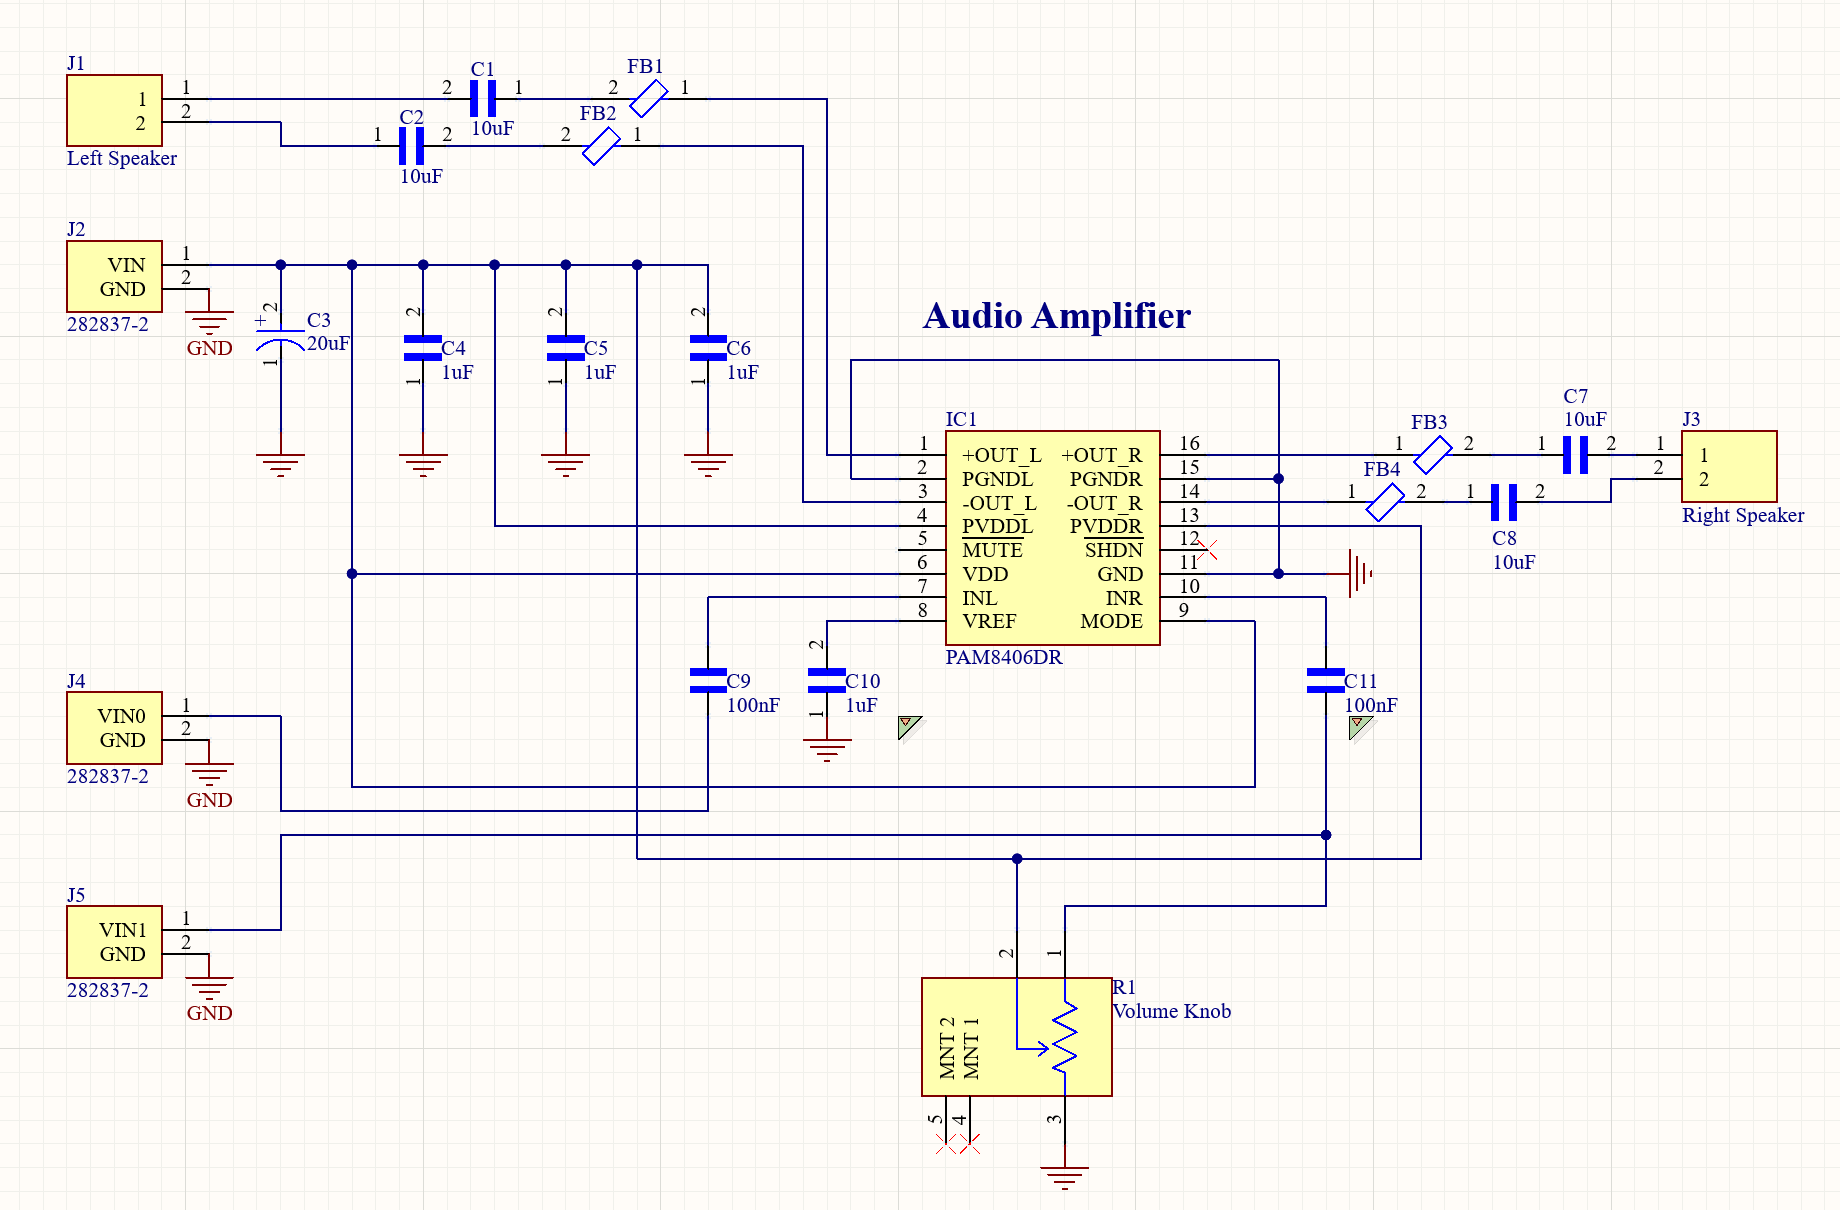 J1
1
2
1
2
Left Speaker
2
C1
1
10uF
2
FB1
1
1
C2
2
10uF
2
FB2
1
J2
VIN
GND
1
2
282837-2
GND
+
2
1
C3
20uF
2
1
C4
1uF
2
1
C5
1uF
2
1
C6
1uF
Audio Amplifier
IC1
1
+OUT_L
+OUT_R
16
2
PGNDL
PGNDR
15
3
-OUT_L
-OUT_R
14
4
PVDDL
PVDDR
13
5
MUTE
SHDN
12
6
VDD
GND
11
7
INL
INR
10
8
VREF
MODE
9
PAM8406DR
1
FB3
2
1
C7
10uF
2
1
FB4
2
1
2
C8
10uF
J3
1
2
1
2
Right Speaker
J4
VIN0
GND
1
2
282837-2
GND
C9
100nF
2
1
C10
1uF
C11
100nF
J5
VIN1
GND
1
2
282837-2
GND
2
1
R1
Volume Knob
MNT 2
MNT 1
5
4
3